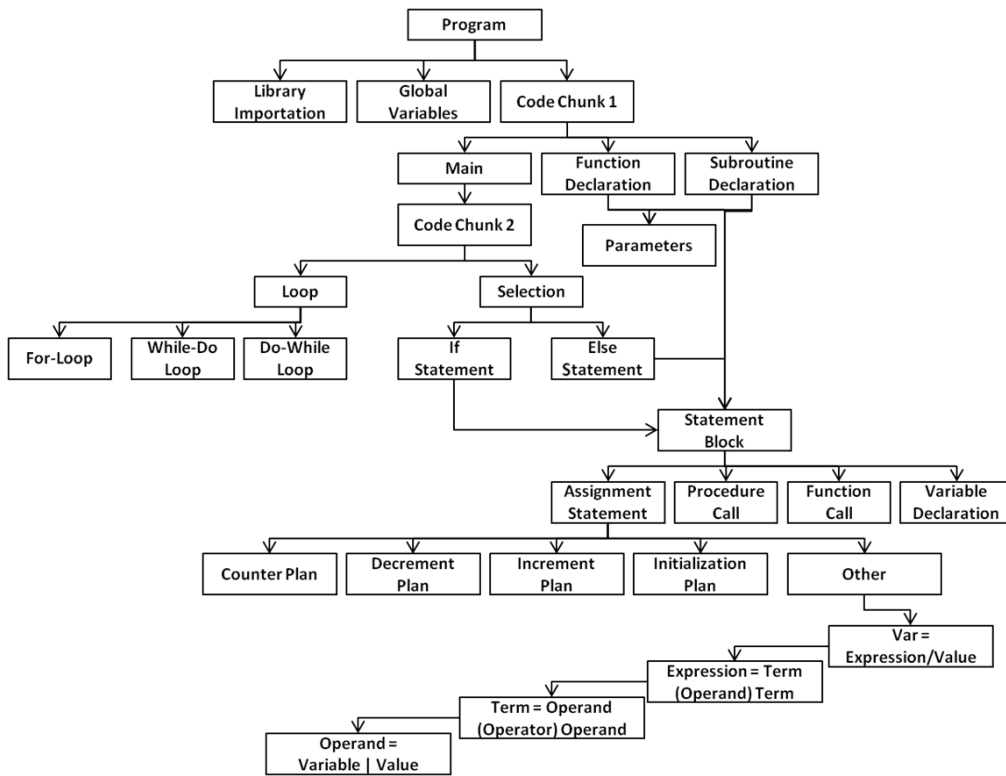 Program
Library
Importation
Global
Variables
Code Chunk 1
Main
Function
Declaration
Subroutine
Declaration
Code Chunk 2
Parameters
Loop
Selection
For-Loop
While-Do
Loop
Do-While
Loop
If
Statement
Else
Statement
Statement
Block
Assignment
Statement
Procedure
Call
Function
Call
Variable
Declaration
Counter Plan
Decrement
Plan
Increment
Plan
Initialization
Plan
Other
Var =
Expression/Value
Expression = Term
(Operand) Term
Term = Operand
(Operator) Operand
Operand =
Variable | Value